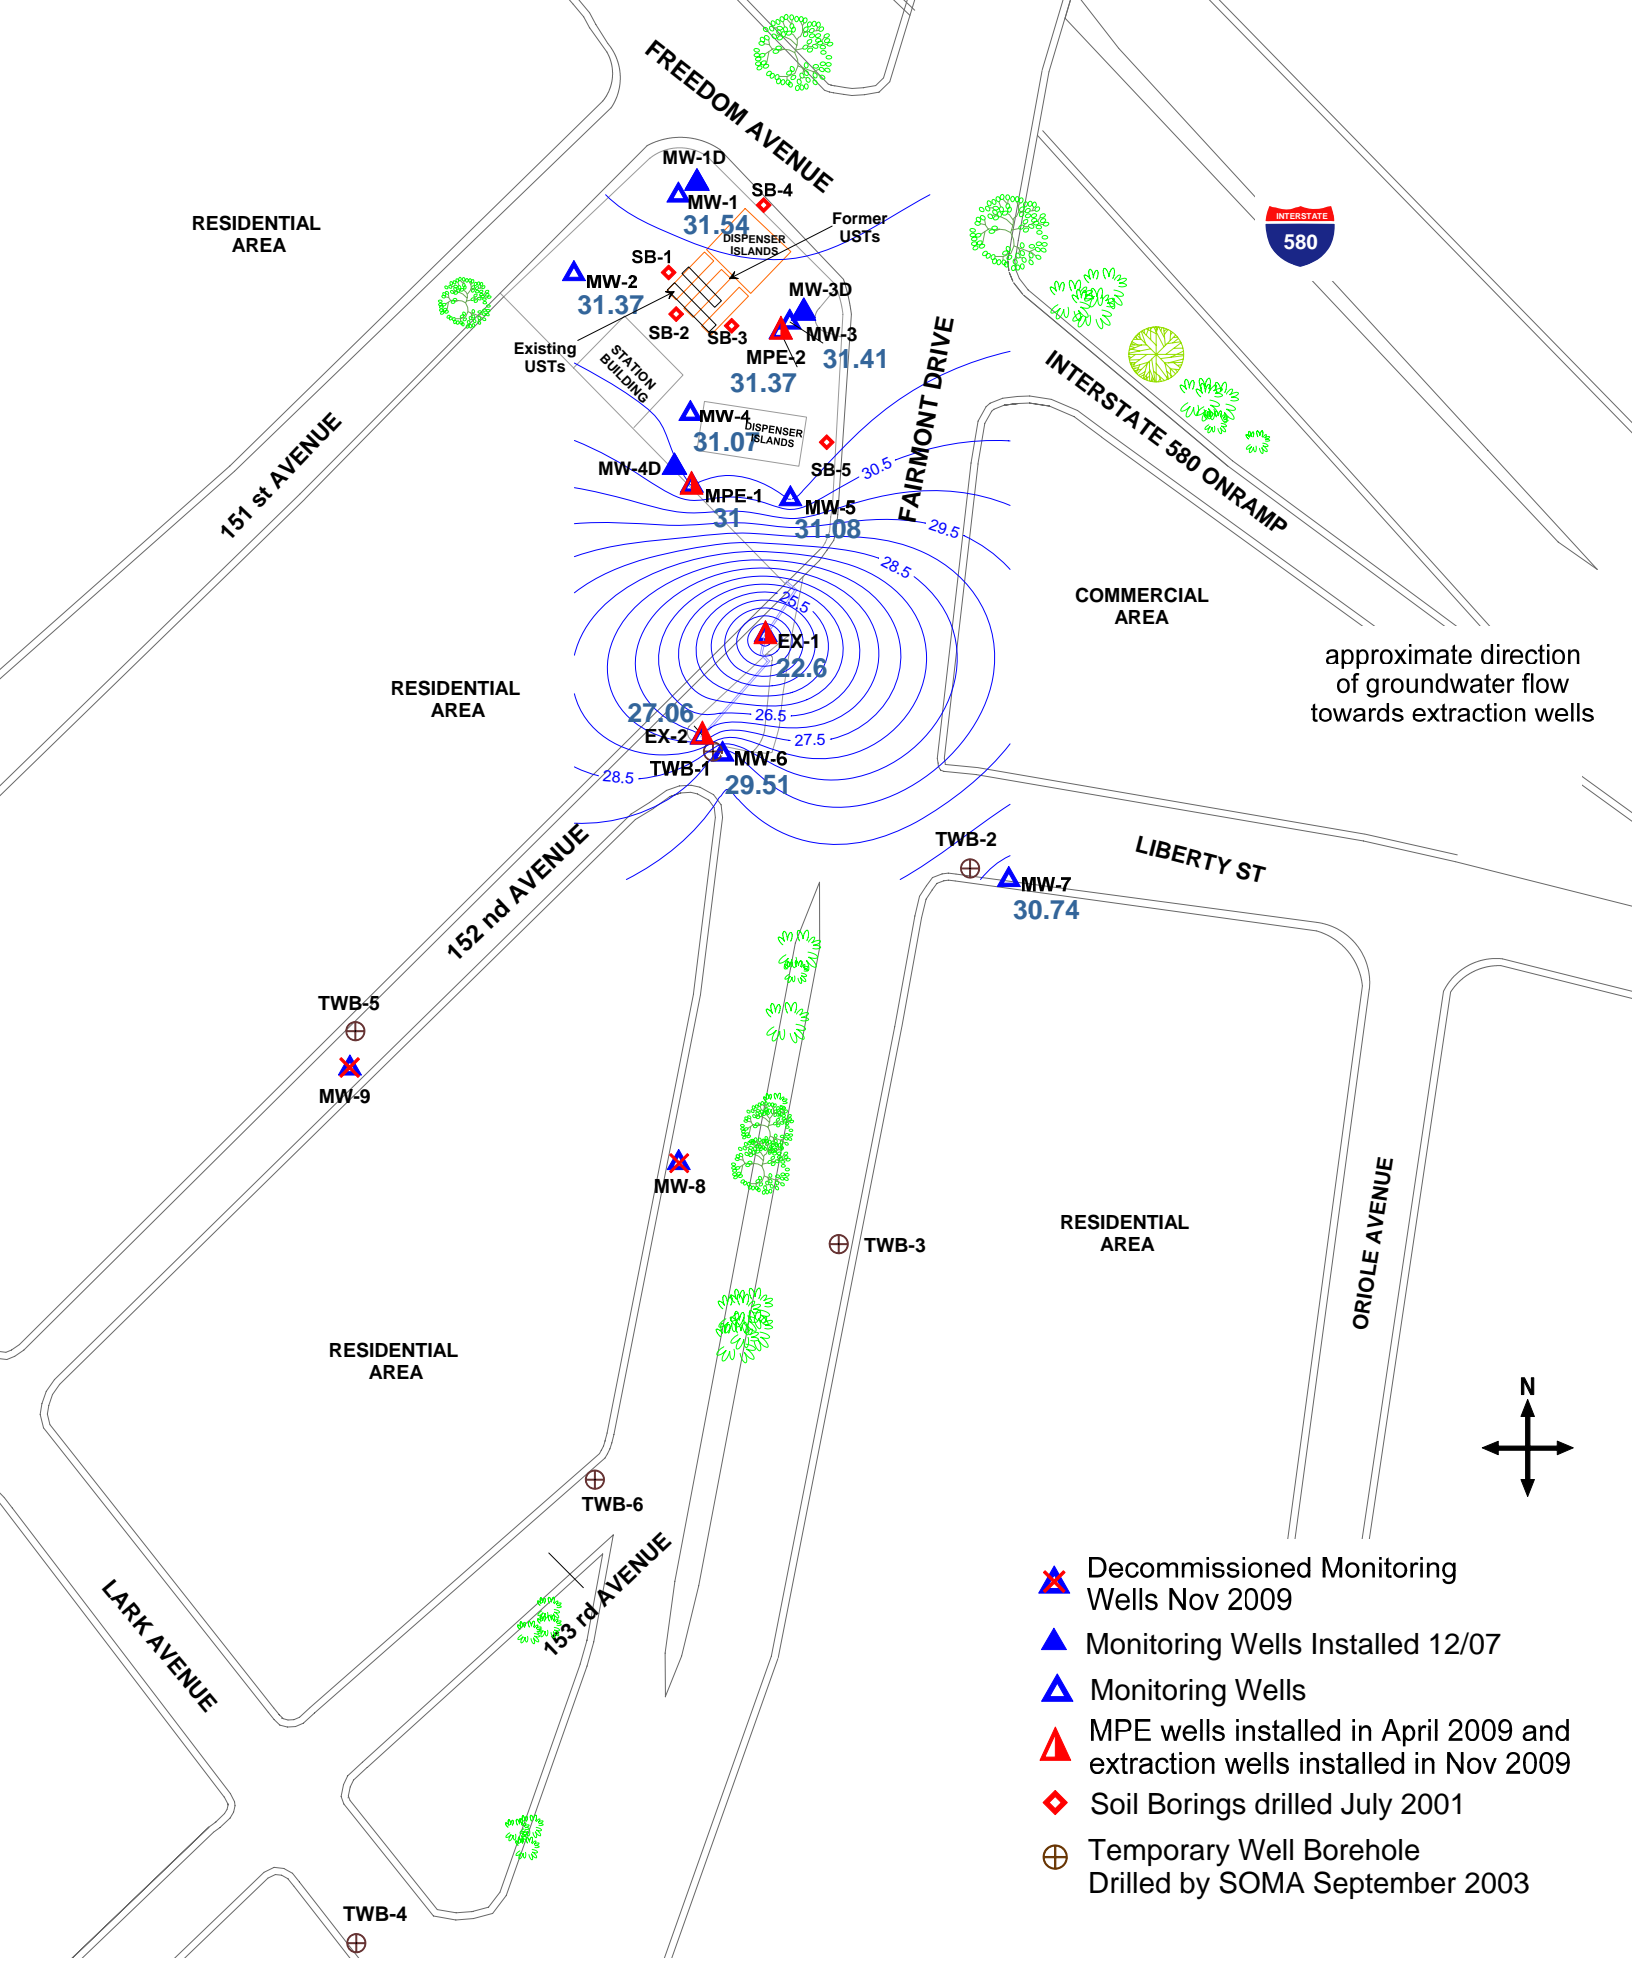 FREEDOM AVENUE
MW-1D
MW-1
31.54
SB-4
DISPENSER
ISLANDS
Former
USTs
RESIDENTIAL
AREA
INTERSTATE
580
SB-1
MW-2
31.37
SB-2
SB-3
MW-3D
MW-3
31.41
MPE-2
31.37
Existing
USTs
STATION
BUILDING
FAIRMONT DRIVE
INTERSTATE 580 ONRAMP
151 st AVENUE
MW-4
31.07
DISPENSER
ISLANDS
MW-4D
SB-5
30.5
MPE-1
31
MW-5
31.08
29.5
28.5
25.5
COMMERCIAL
AREA
EX-1
22.6
approximate direction
of groundwater flow
towards extraction wells
RESIDENTIAL
AREA
27.06
26.5
EX-2
27.5
TWB-1
MW-6
28.5
29.51
TWB-2
LIBERTY ST
MW-7
30.74
152 nd AVENUE
TWB-5
MW-9
MW-8
TWB-3
RESIDENTIAL
AREA
ORIOLE AVENUE
RESIDENTIAL
AREA
N
TWB-6
153 rd AVENUE
LARK AVENUE
TWB-4
Decommissioned Monitoring
Wells Nov 2009
Monitoring Wells Installed 12/07
Monitoring Wells
MPE wells installed in April 2009 and
extraction wells installed in Nov 2009
Soil Borings drilled July 2001
Temporary Well Borehole
Drilled by SOMA September 2003